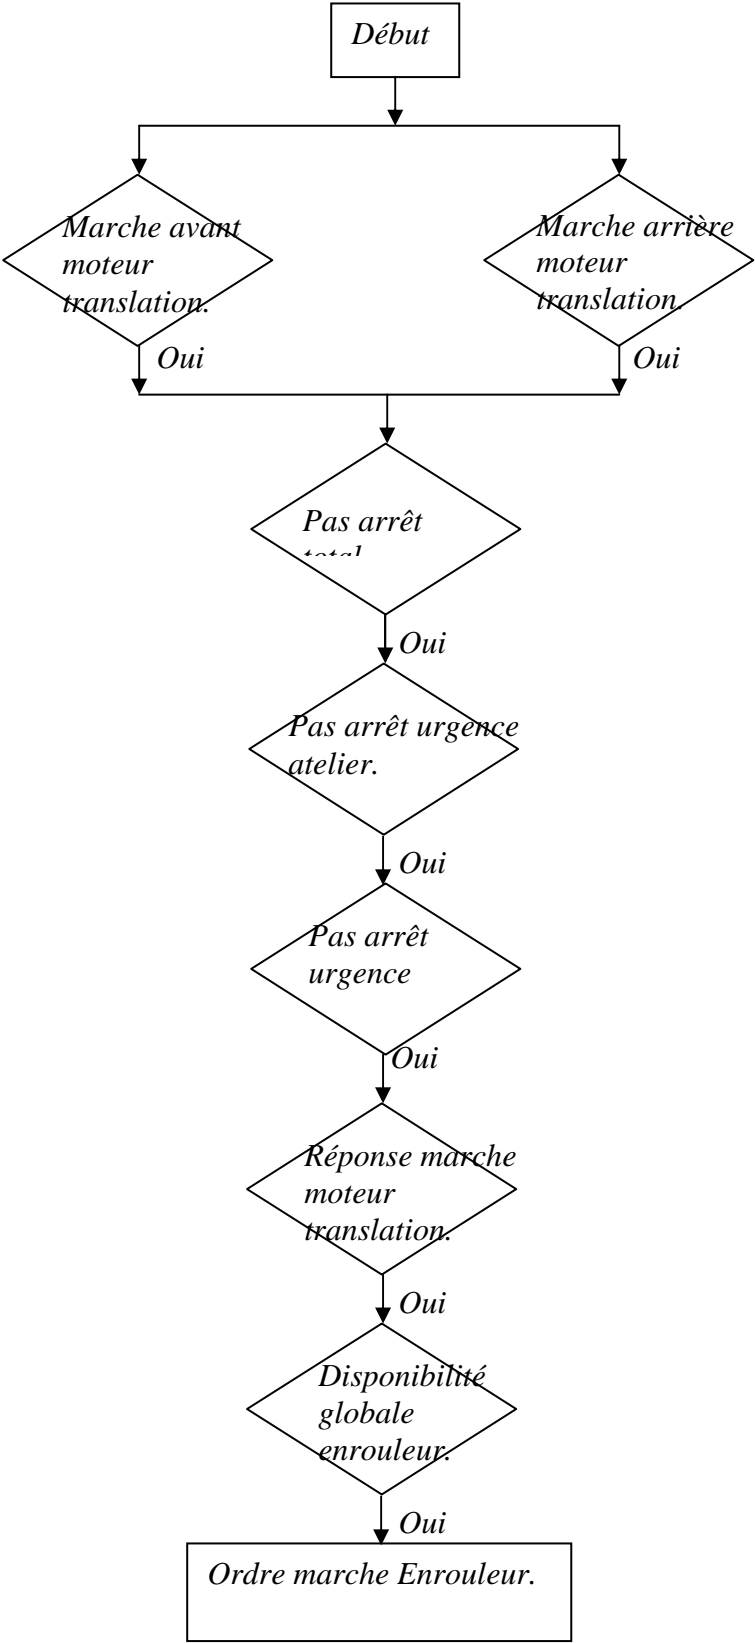 Début
Marche avant
moteur
translation.
Marche arrière
moteur
translation.
Oui
Oui
Pas arrêt
total
Oui
Pas arrêt urgence
atelier.
Oui
Pas arrêt
urgence
Oui
Réponse marche
moteur
translation.
Oui
Disponibilité
globale
enrouleur.
Oui
Ordre marche Enrouleur.